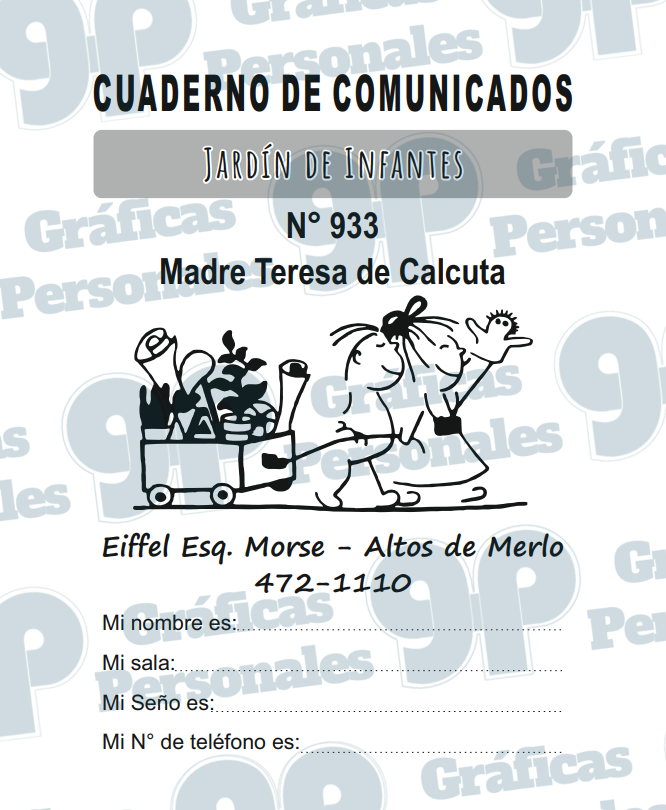 CUADERNO DE COMUNICADOS
JARDÍN DE INFANTES
N° 933
Madre Teresa de Calcuta
Eiffel Esq. Morse - Altos de Merlo
472-1110
Mi nombre es:
Mi sala:
Mi Seño es:
Mi N° de teléfono es:
gp
Gráficas
Personales